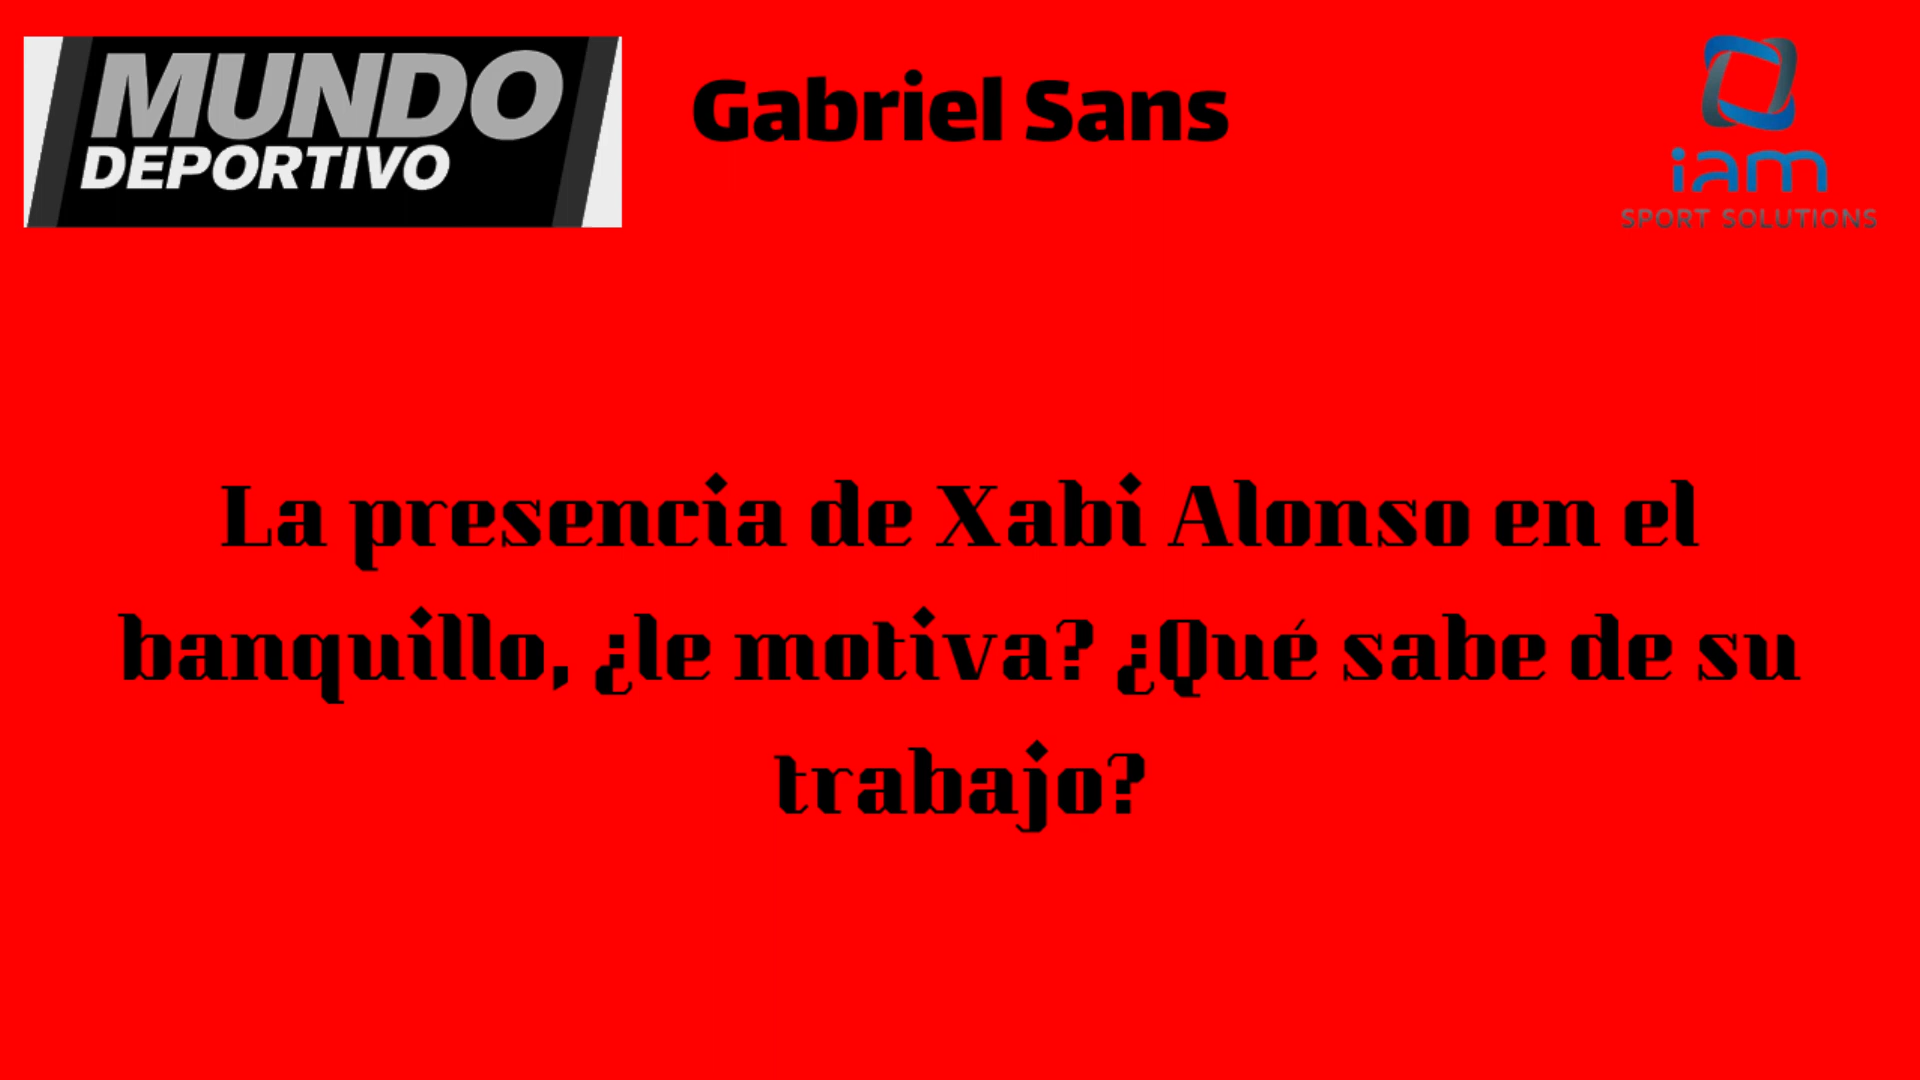 MUNDO
DEPORTIVO
Gabriel Sans
iam
SPORT SOLUTIONS
La presencia de Xabi Alonso en el
banquillo, ¿le motiva? ¿Qué sabe de su
trabajo?